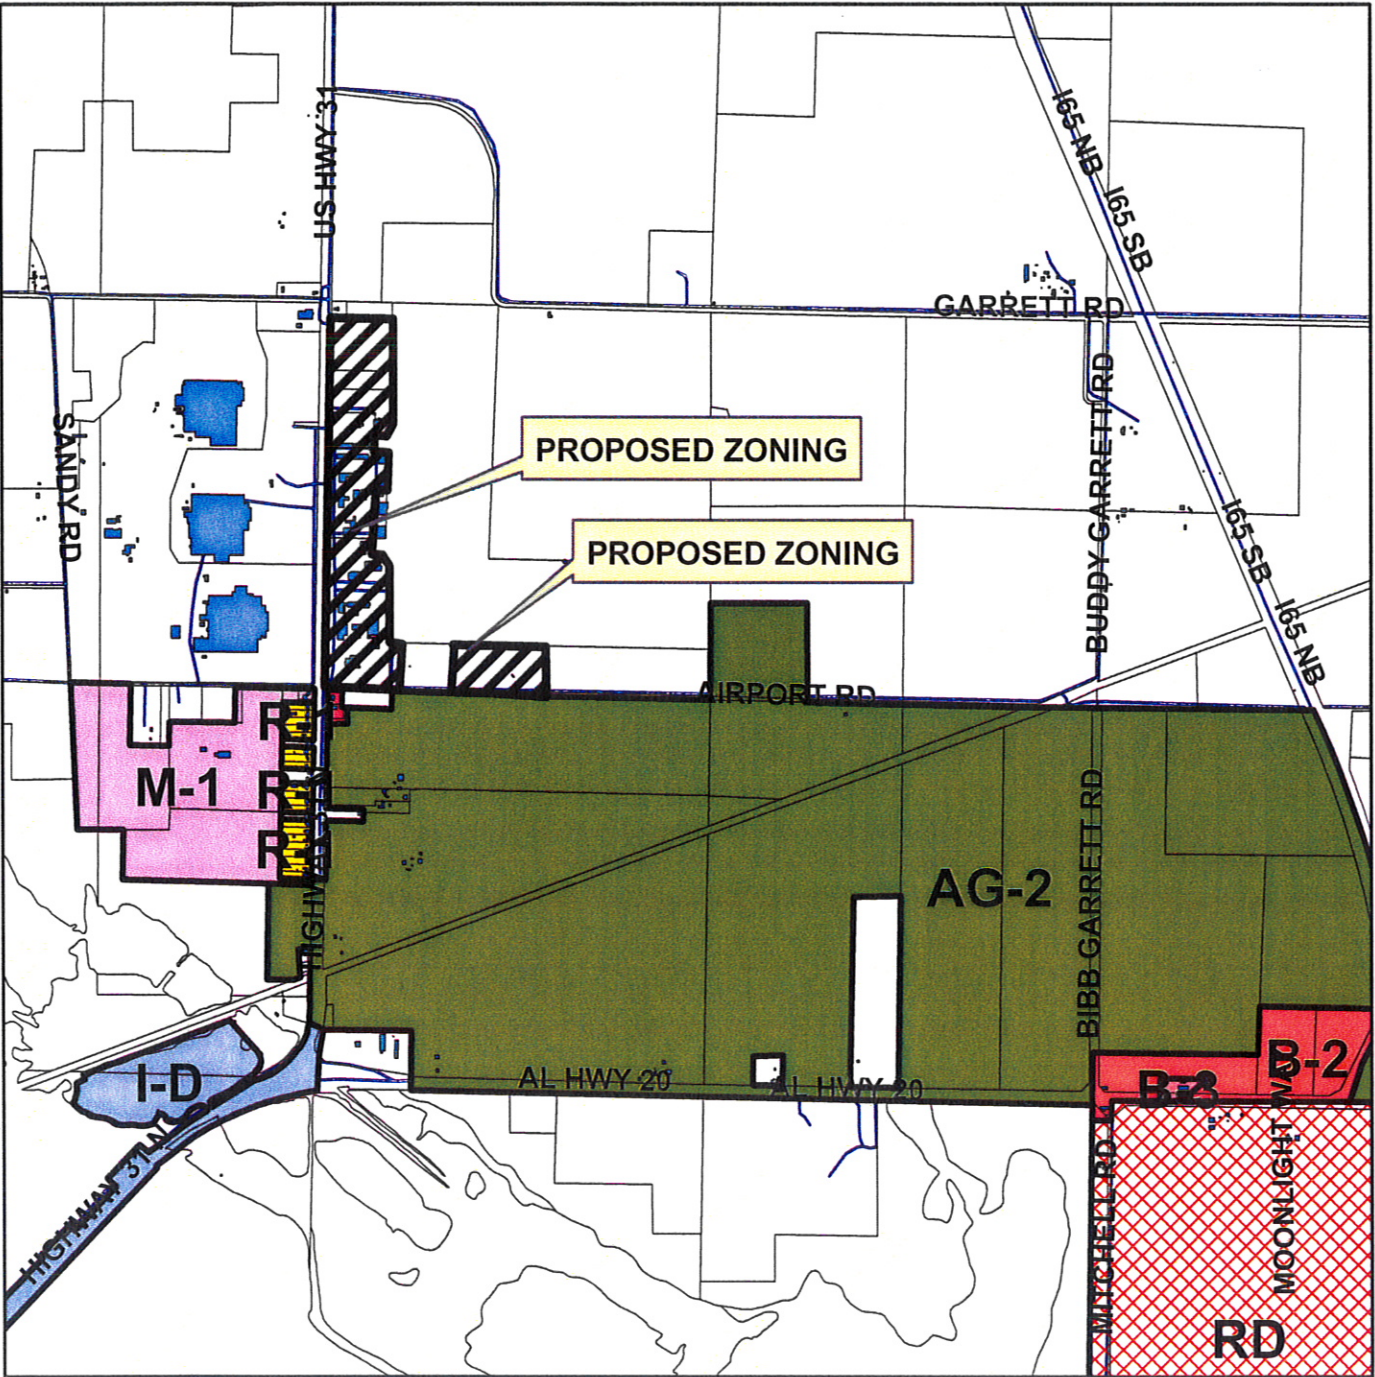 US HWY 31
I65 NB
I65 SB
GARRETT RD
SANDY RD
PROPOSED ZONING
BUDDY GARRETT RD
PROPOSED ZONING
I65 SB
I65 NB
AIRPORT RD
M-1
AG-2
BIBB GARRETT RD
I-D
AL HWY 20
AL HWY 20
B-3
B-2
HIGHWAY 31
MITCHELL RD
MOONLIGHT
RD